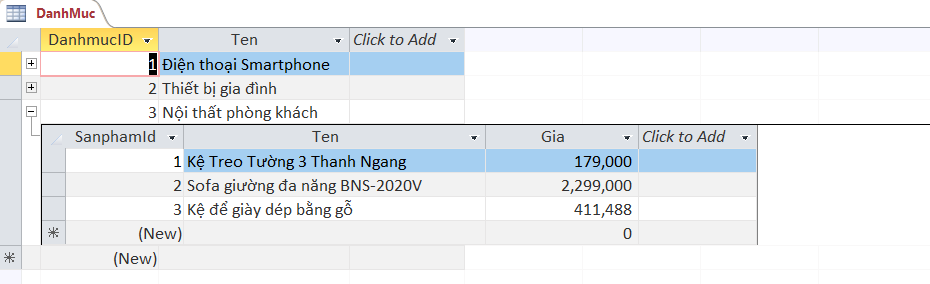 DanhMuc
DanhmucID Ten Click to Add
1 Điện thoại Smartphone
2 Thiết bị gia đình
3 Nội thất phòng khách
SanphamId Ten Gia Click to Add
1 Kệ Treo Tường 3 Thanh Ngang 179,000
2 Sofa giường đa năng BNS-2020V 2,299,000
3 Kệ để giày dép bằng gỗ 411,488
(New) 0
(New)